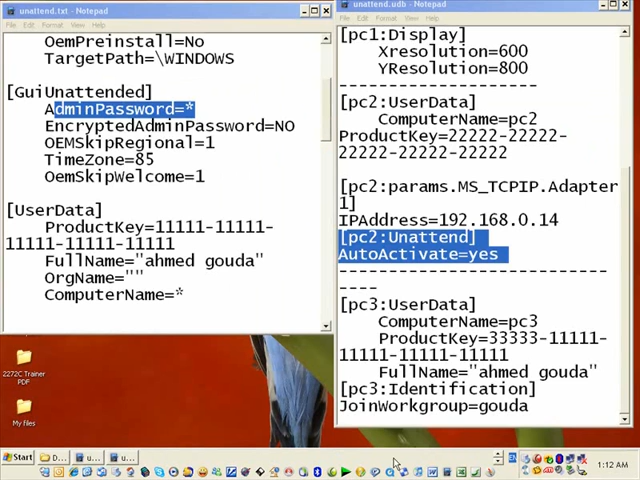 unattend.txt - Notepad
File Edit Format View Help
OemPreinstall=No
TargetPath=\WINDOWS
[GuiUnattended]
AdminPassword=*
EncryptedAdminPassword=NO
OEMSkipRegional=1
TimeZone=85
OemSkipWelcome=1
[UserData]
ProductKey=11111-11111-
11111-11111-11111
FullName="ahmed gouda"
OrgName=""
ComputerName=*
unattend.udb - Notepad
File Edit Format View Help
[pc1:Display]
Xresolution=600
YResolution=800
--------------------
[pc2:UserData]
ComputerName=pc2
ProductKey=22222-22222-
22222-22222-22222
[pc2:params.MS_TCPIP.Adapter
1]
IPAddress=192.168.0.14
[pc2:Unattend]
AutoActivate=yes
---------------------------
----
[pc3:UserData]
ComputerName=pc3
ProductKey=33333-11111-
11111-11111-11111
FullName="ahmed gouda"
[pc3:Identification]
JoinWorkgroup=gouda
2272C Trainer
PDF
My files
Start
D...
u...
u...
EN
1:12 AM